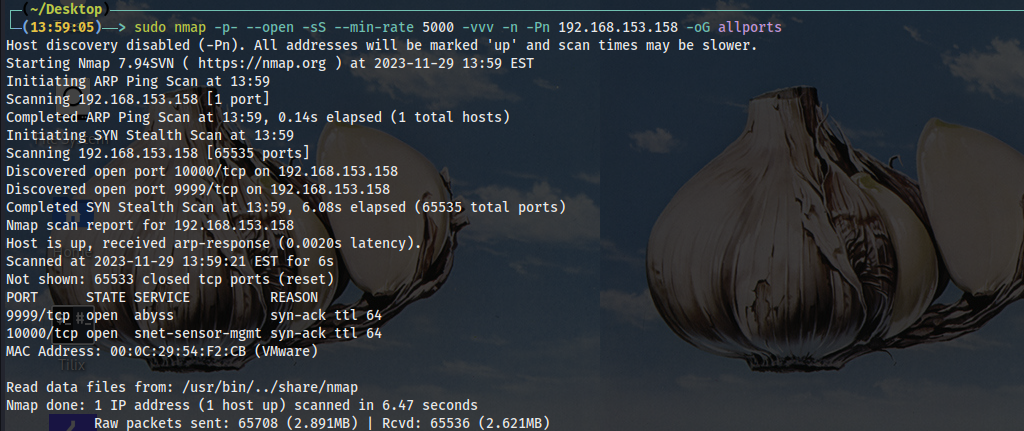 ~/Desktop
(13:59:05)——> sudo nmap -p- --open -sS --min-rate 5000 -vvv -n -Pn 192.168.153.158 -oG allports
Host discovery disabled (-Pn). All addresses will be marked 'up' and scan times may be slower.
Starting Nmap 7.94SVN ( https://nmap.org ) at 2023-11-29 13:59 EST
Initiating ARP Ping Scan at 13:59
Scanning 192.168.153.158 [1 port]
Completed ARP Ping Scan at 13:59, 0.14s elapsed (1 total hosts)
Initiating SYN Stealth Scan at 13:59
Scanning 192.168.153.158 [65535 ports]
Discovered open port 10000/tcp on 192.168.153.158
Discovered open port 9999/tcp on 192.168.153.158
Completed SYN Stealth Scan at 13:59, 6.08s elapsed (65535 total ports)
Nmap scan report for 192.168.153.158
Host is up, received arp-response (0.0020s latency).
Scanned at 2023-11-29 13:59:21 EST for 6s
Not shown: 65533 closed tcp ports (reset)
PORT      STATE SERVICE          REASON
9999/tcp  open  abyss            syn-ack ttl 64
10000/tcp open  snet-sensor-mgmt syn-ack ttl 64
MAC Address: 00:0C:29:54:F2:CB (VMware)
Tilix
Read data files from: /usr/bin/../share/nmap
Nmap done: 1 IP address (1 host up) scanned in 6.47 seconds
Raw packets sent: 65708 (2.891MB) | Rcvd: 65536 (2.621MB)